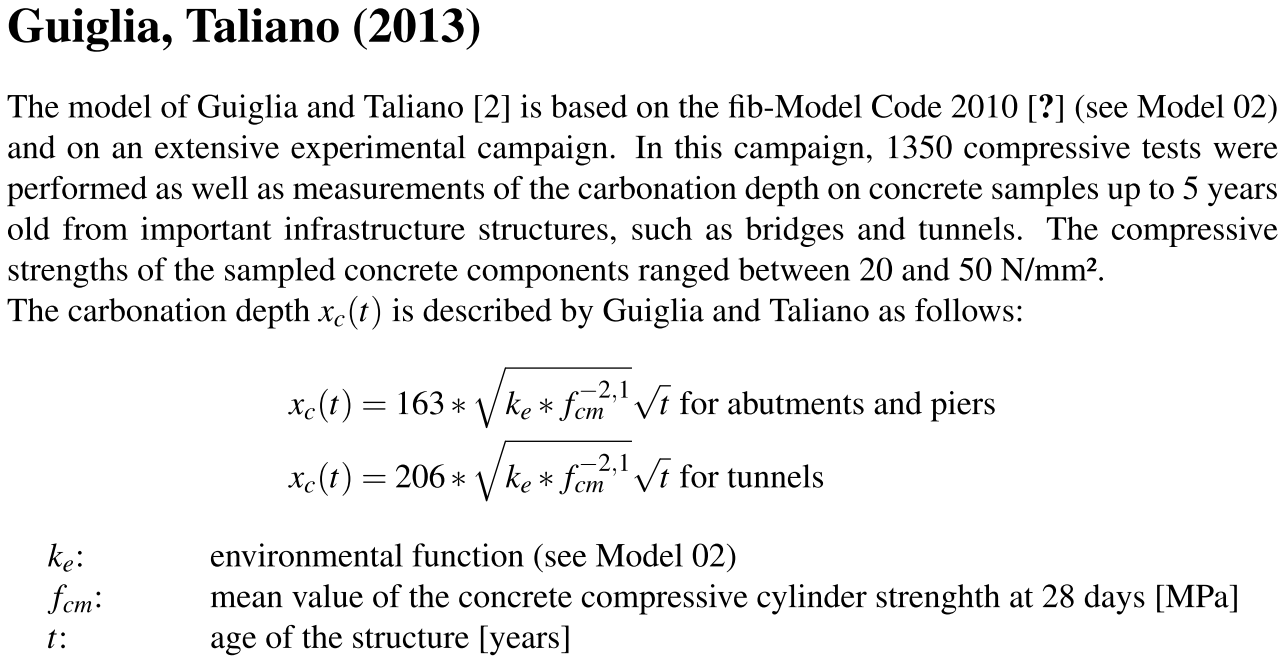 Guiglia, Taliano (2013)
The model of Guiglia and Taliano [2] is based on the fib-Model Code 2010 [?] (see Model 02)
and on an extensive experimental campaign. In this campaign, 1350 compressive tests were
performed as well as measurements of the carbonation depth on concrete samples up to 5 years
old from important infrastructure structures, such as bridges and tunnels. The compressive
strengths of the sampled concrete components ranged between 20 and 50 N/mm².
The carbonation depth $x_c(t)$ is described by Guiglia and Taliano as follows:
$x_c(t) = 163 * \sqrt{k_e * f_{cm}^{-2,1}} \sqrt{t}$ for abutments and piers
$x_c(t) = 206 * \sqrt{k_e * f_{cm}^{-2,1}} \sqrt{t}$ for tunnels
$k_e$: environmental function (see Model 02)
$f_{cm}$: mean value of the concrete compressive cylinder strenghth at 28 days [MPa]
$t$: age of the structure [years]